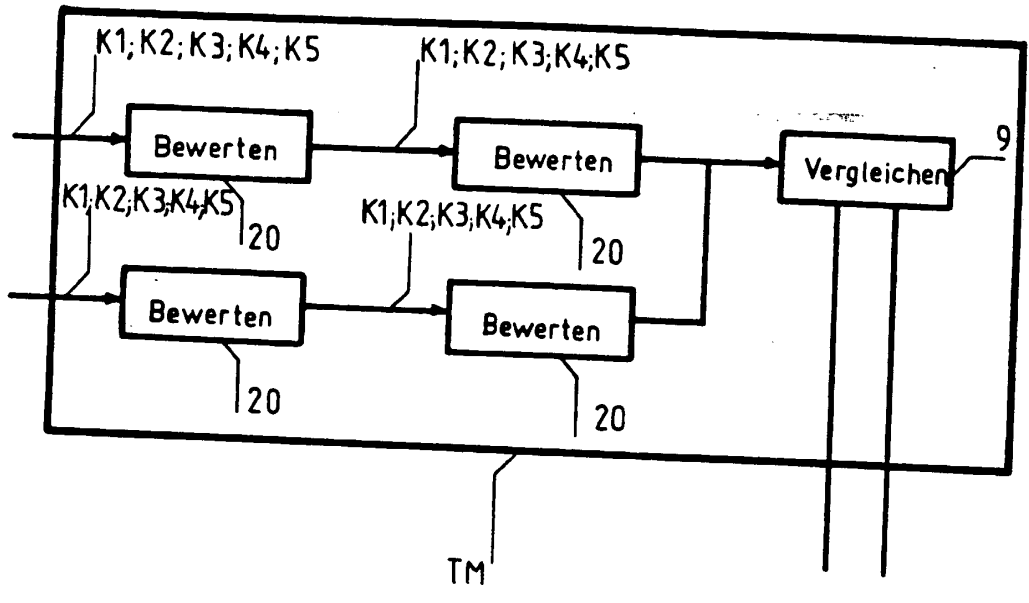 K1; K2; K3; K4; K5
K1; K2; K3; K4; K5
9
Bewerten
Bewerten
Vergleichen
K1; K2; K3; K4; K5
K1; K2; K3; K4; K5
20
20
Bewerten
Bewerten
20
20
TM